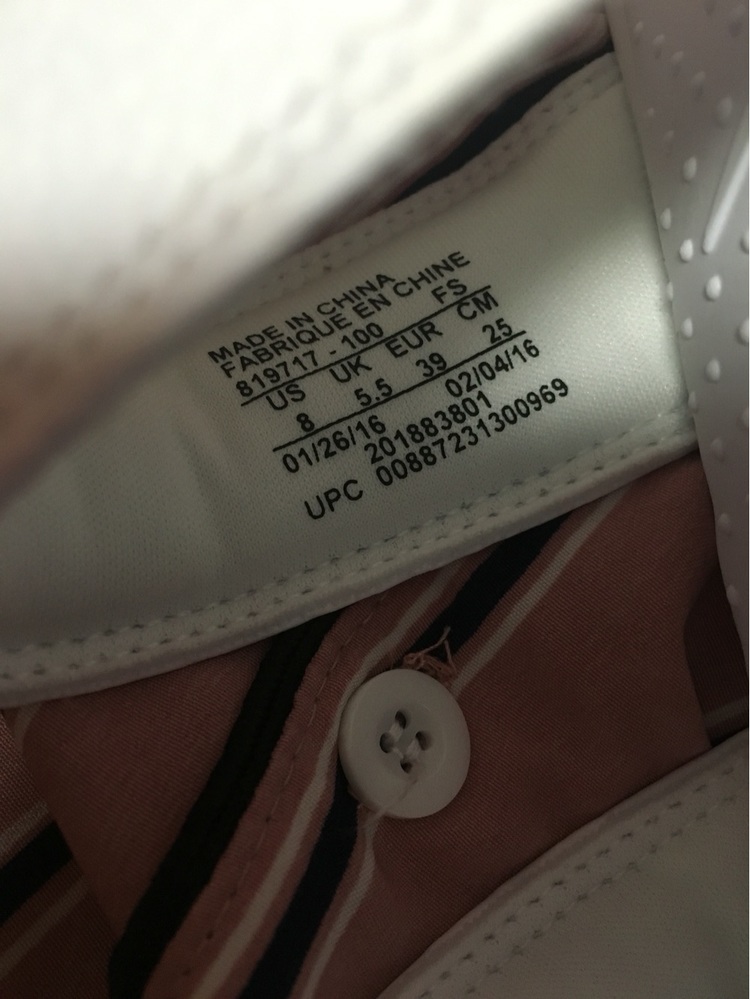 MADE IN CHINA
FABRIQUE EN CHINE
819717 - 100 FS
US UK EUR CM
8 5.5 39 25
01/26/16 02/04/16
201883801
UPC 00887231300969